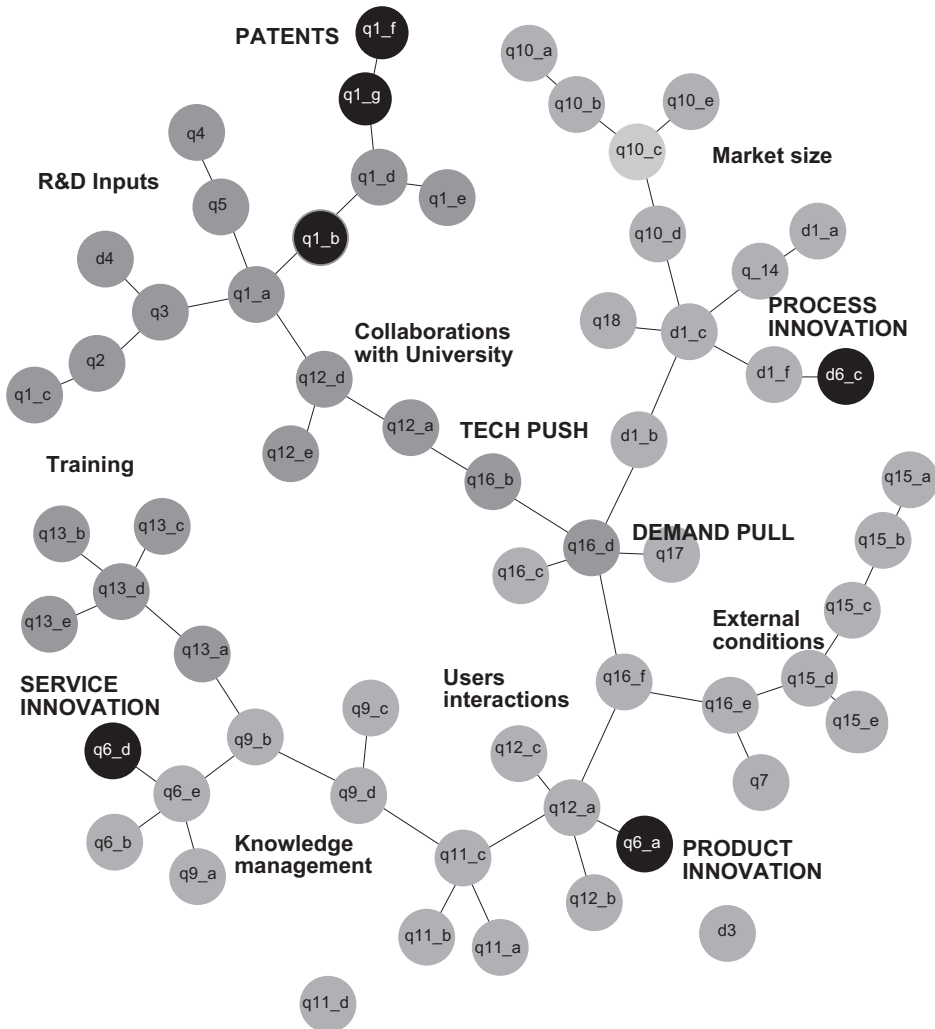 q1_f
PATENTS
q10_a
q1_g
q10_b
q10_e
q4
q10_c
Market size
R&D Inputs
q1_d
q5
q1_e
q1_b
q10_d
d1_a
d4
q_14
q1_a
q3
PROCESS
INNOVATION
q18
d1_c
Collaborations
with University
q2
q12_d
d1_f
d6_c
q1_c
q12_a
TECH PUSH
d1_b
q12_e
Training
q16_b
q15_a
q13_b
q13_c
DEMAND PULL
q16_d
q17
q15_b
q16_c
q13_d
q13_e
q15_c
External
conditions
q13_a
Users
interactions
q16_f
q15_d
SERVICE
INNOVATION
q16_e
q9_c
q15_e
q6_d
q9_b
q12_c
q7
q6_e
q9_d
q12_a
q6_b
Knowledge
management
q6_a
PRODUCT
INNOVATION
q11_c
q9_a
q12_b
q11_b
q11_a
d3
q11_d